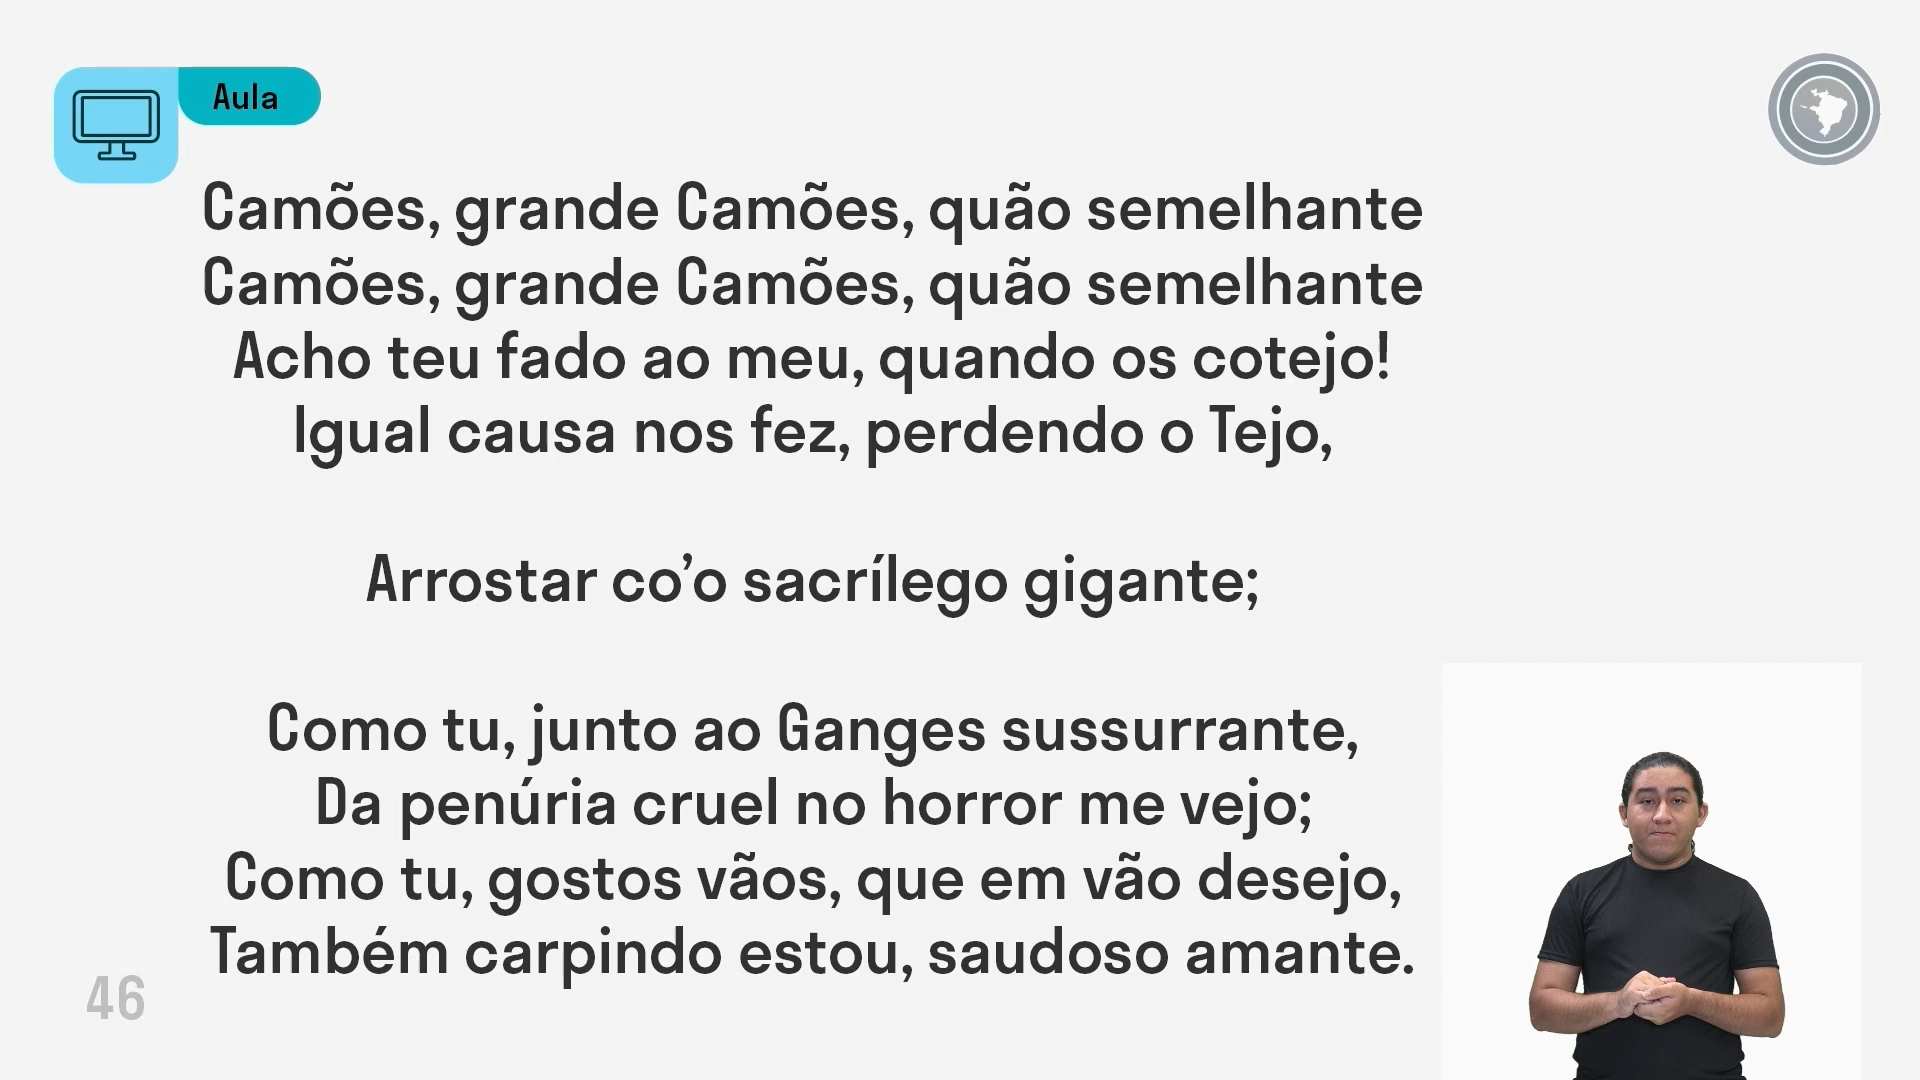 Aula
Camões, grande Camões, quão semelhante
Camões, grande Camões, quão semelhante
Acho teu fado ao meu, quando os cotejo!
Igual causa nos fez, perdendo o Tejo,
Arrostar co’o sacrílego gigante;
Como tu, junto ao Ganges sussurrante,
Da penúria cruel no horror me vejo;
Como tu, gostos vãos, que em vão desejo,
Também carpindo estou, saudoso amante.
46